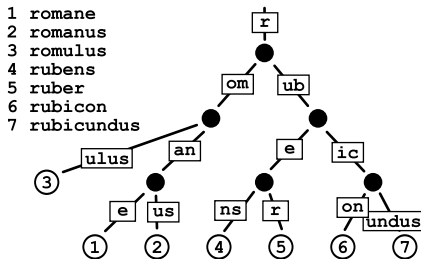 1 romane
2 romanus
3 romulus
4 rubens
5 ruber
6 rubicon
7 rubicundus
r
om
ub
ulus
an
e
ic
e
us
ns
r
on
undus
3
1
2
4
5
6
7